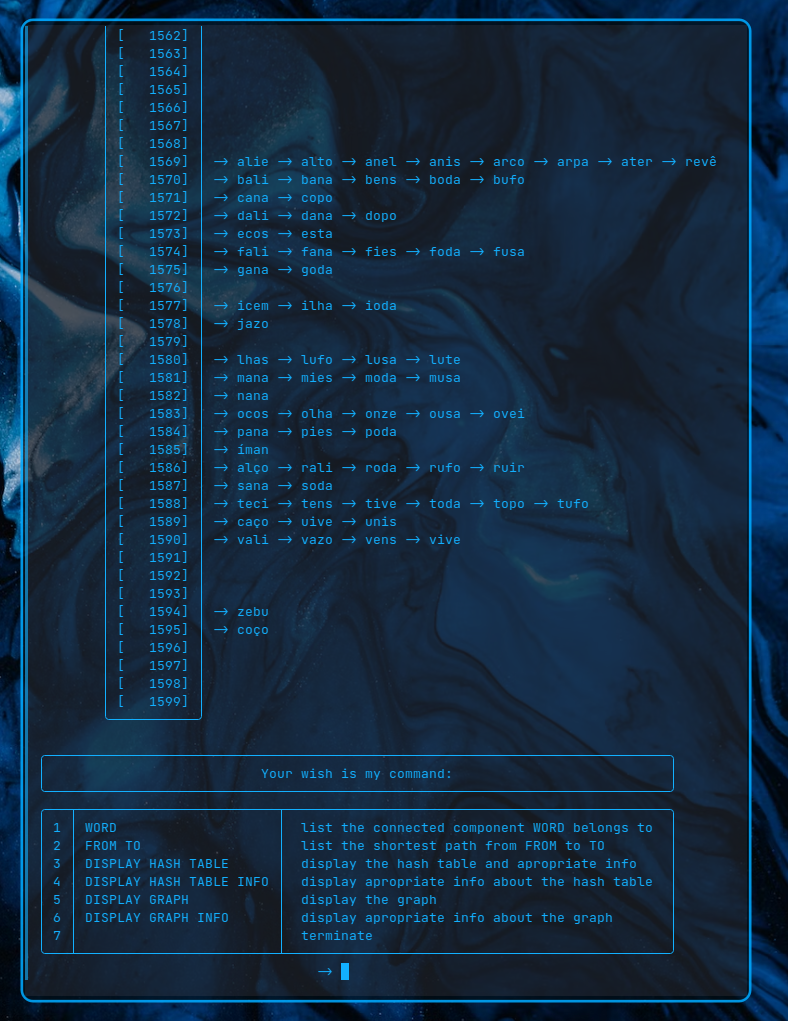 [   1562]
[   1563]
[   1564]
[   1565]
[   1566]
[   1567]
[   1568]
[   1569]   → alie → alto → anel → anis → arco → arpa → ater → revê
[   1570]   → bali → bana → bens → boda → bufo
[   1571]   → cana → copo
[   1572]   → dali → dana → dopo
[   1573]   → ecos → esta
[   1574]   → fali → fana → fies → foda → fusa
[   1575]   → gana → goda
[   1576]
[   1577]   → icem → ilha → ioda
[   1578]   → jazo
[   1579]
[   1580]   → lhas → lufo → lusa → lute
[   1581]   → mana → mies → moda → musa
[   1582]   → nana
[   1583]   → ocos → olha → onze → ousa → ovei
[   1584]   → pana → pies → poda
[   1585]   → íman
[   1586]   → alço → rali → roda → rufo → ruir
[   1587]   → sana → soda
[   1588]   → teci → tens → tive → toda → topo → tufo
[   1589]   → caço → uive → unis
[   1590]   → vali → vazo → vens → vive
[   1591]
[   1592]
[   1593]
[   1594]   → zebu
[   1595]   → coço
[   1596]
[   1597]
[   1598]
[   1599]
Your wish is my command:
1 WORD list the connected component WORD belongs to
2 FROM TO list the shortest path from FROM to TO
3 DISPLAY HASH TABLE display the hash table and apropriate info
4 DISPLAY HASH TABLE INFO display apropriate info about the hash table
5 DISPLAY GRAPH display the graph
6 DISPLAY GRAPH INFO display apropriate info about the graph
7 terminate
→